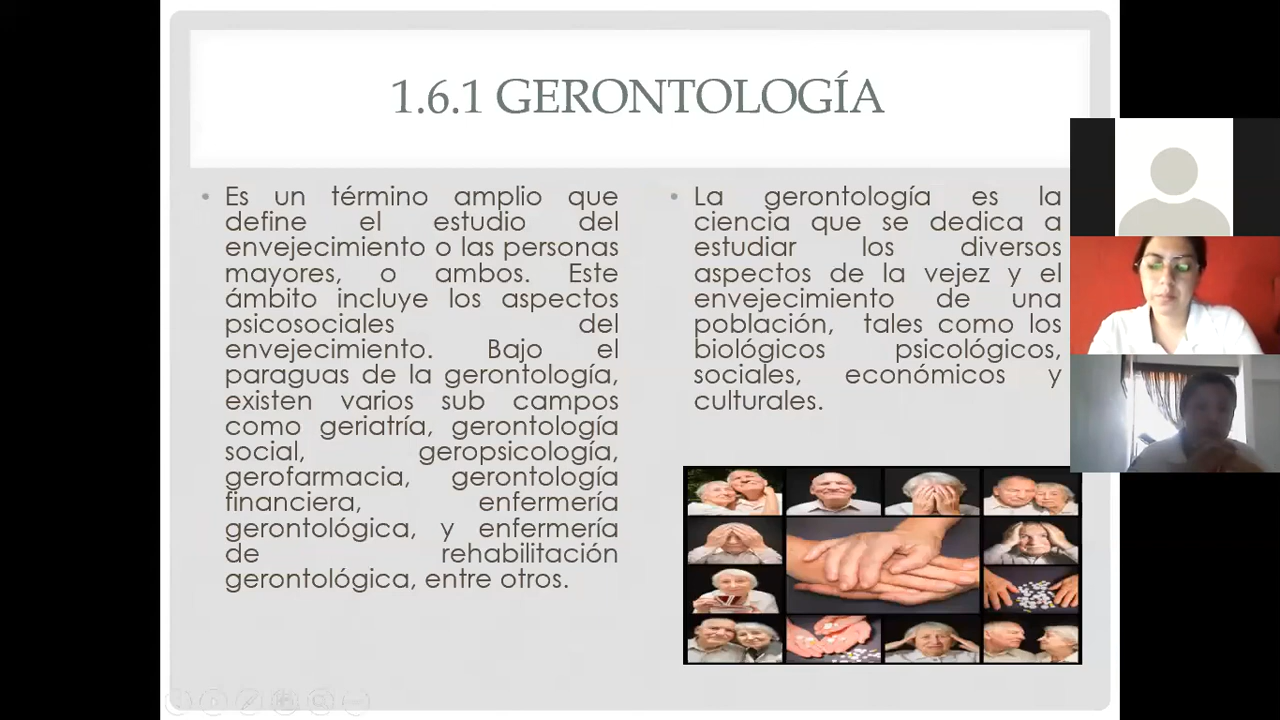 1.6.1 GERONTOLOGÍA
• Es un término amplio que
define el estudio del
envejecimiento o las personas
mayores, o ambos. Este
ámbito incluye los aspectos
psicosociales del
envejecimiento. Bajo el
paraguas de la gerontología,
existen varios sub campos
como geriatría, gerontología
social, geropsicología,
gerofarmacia, gerontología
financiera, enfermería
gerontológica, y enfermería
de rehabilitación
gerontológica, entre otros.
• La gerontología es la
ciencia que se dedica a
estudiar los diversos
aspectos de la vejez y el
envejecimiento de una
población, tales como los
biológicos psicológicos,
sociales, económicos y
culturales.